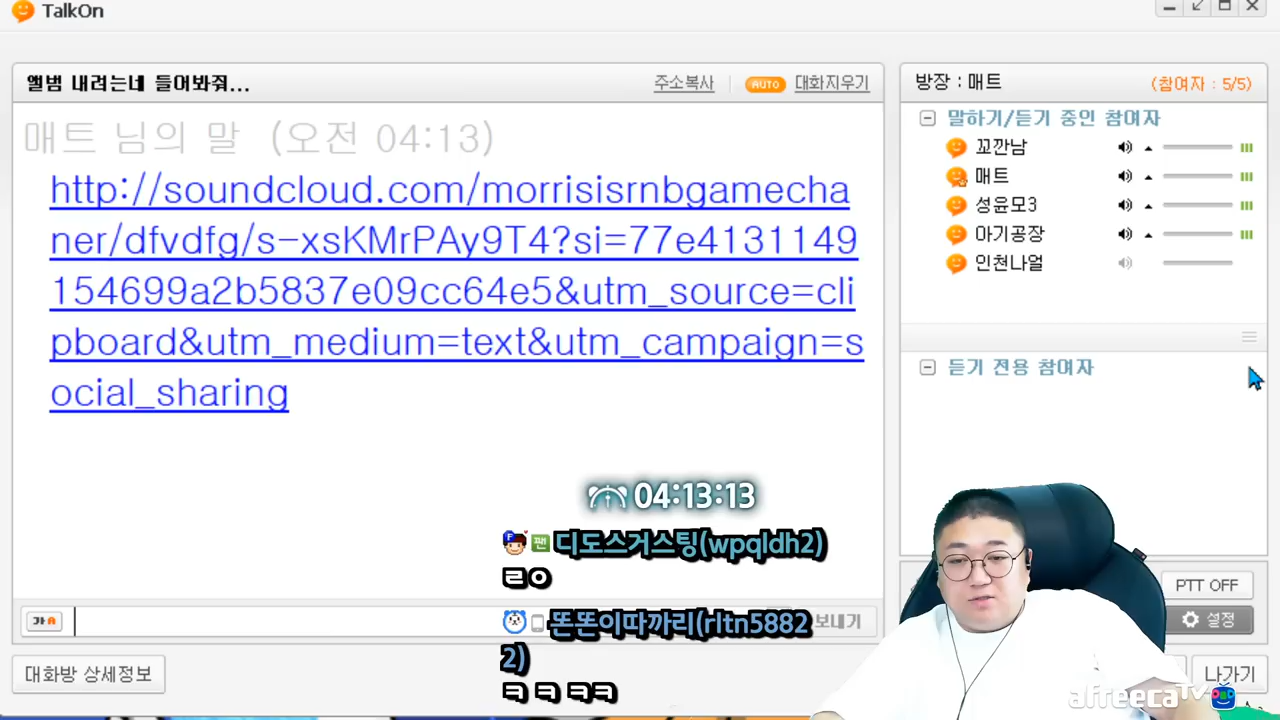 TalkOn
앨범 내려는네 들어봐줘...
주소복사
AUTO
대화지우기
매트 님의 말 (오전 04:13)
http://soundcloud.com/morrisisrnbgamecha
ner/dfvdfg/s-xsKMrPAy9T4?si=77e4131149
154699a2b5837e09cc64e5&utm_source=cli
pboard&utm_medium=text&utm_campaign=s
ocial_sharing
방장 : 매트
(참여자 : 5/5)
말하기/듣기 중인 참여자
꼬깐남
매트
성윤모3
아기공장
인천나얼
듣기 전용 참여자
04:13:13
팬 디도스거스팅(wpqldh2)
ㄹㅇ
똔똔이따까리(rltn5882
2)
ㅋㅋㅋㅋ
가
보내기
대화방 상세정보
PTT OFF
설정
나가기
afreecaTV